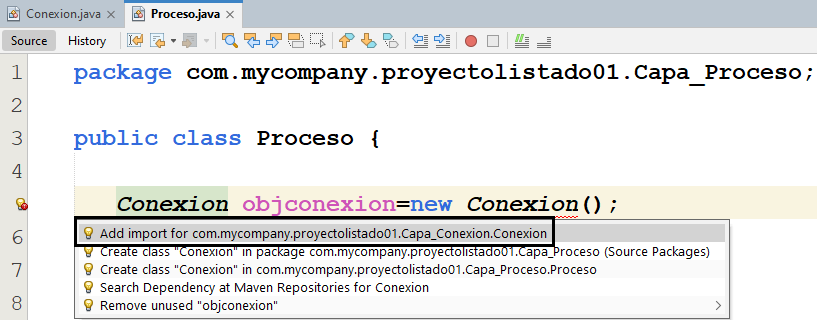 Conexion.java Proceso.java
Source History
1 package com.mycompany.proyectolistado01.Capa_Proceso;
2
3 public class Proceso {
4
Conexion objconexion=new Conexion();
6 Add import for com.mycompany.proyectolistado01.Capa_Conexion.Conexion
Create class "Conexion" in package com.mycompany.proyectolistado01.Capa_Proceso (Source Packages)
7 Create class "Conexion" in com.mycompany.proyectolistado01.Capa_Proceso.Proceso
Search Dependency at Maven Repositories for Conexion
8 Remove unused "objconexion"